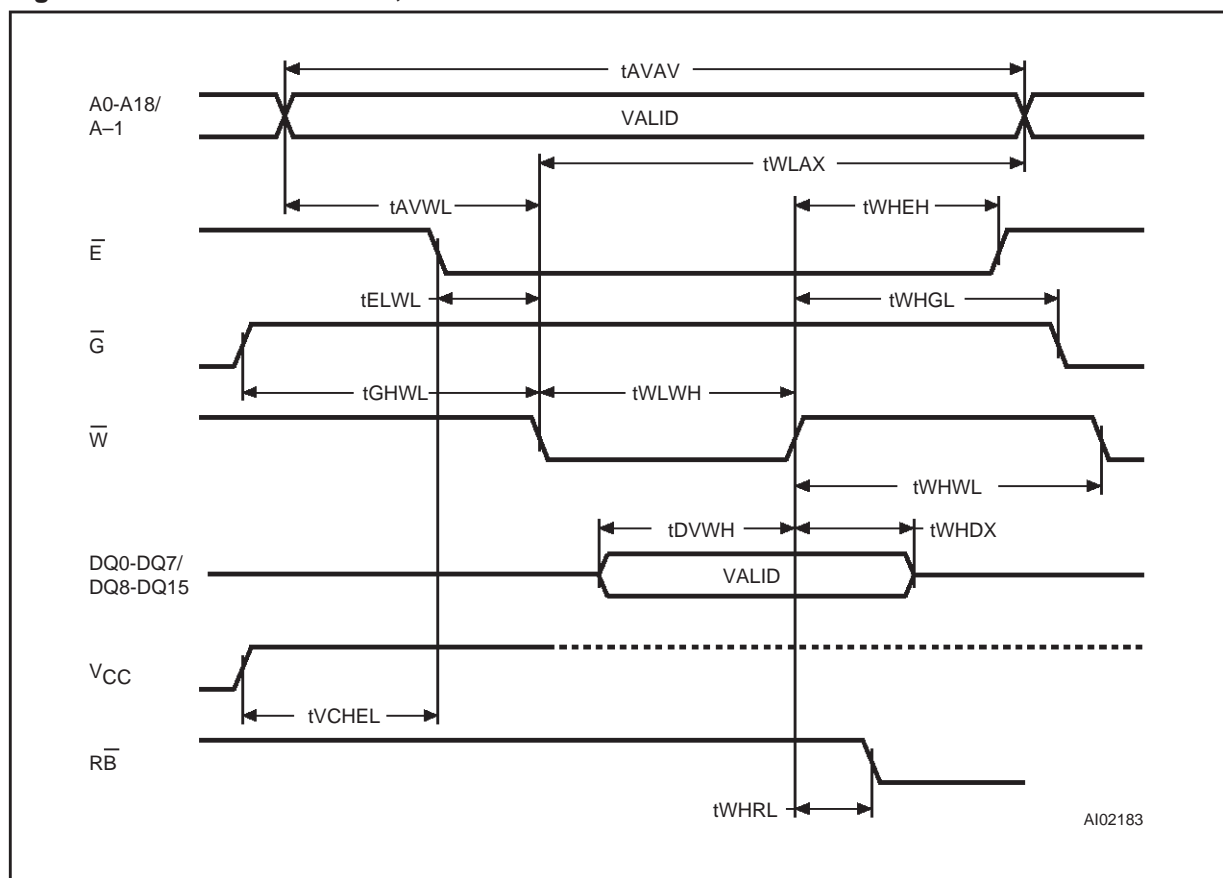 tAVAV
A0-A18/
A–1
VALID
tWLAX
tAVWL
tWHEH
E̅
tELWL
tWHGL
G̅
tGHWL
tWLWH
W̅
tWHWL
tDVWH
tWHDX
DQ0-DQ7/
DQ8-DQ15
VALID
VCC
tVCHEL
RB̅
tWHRL
AI02183